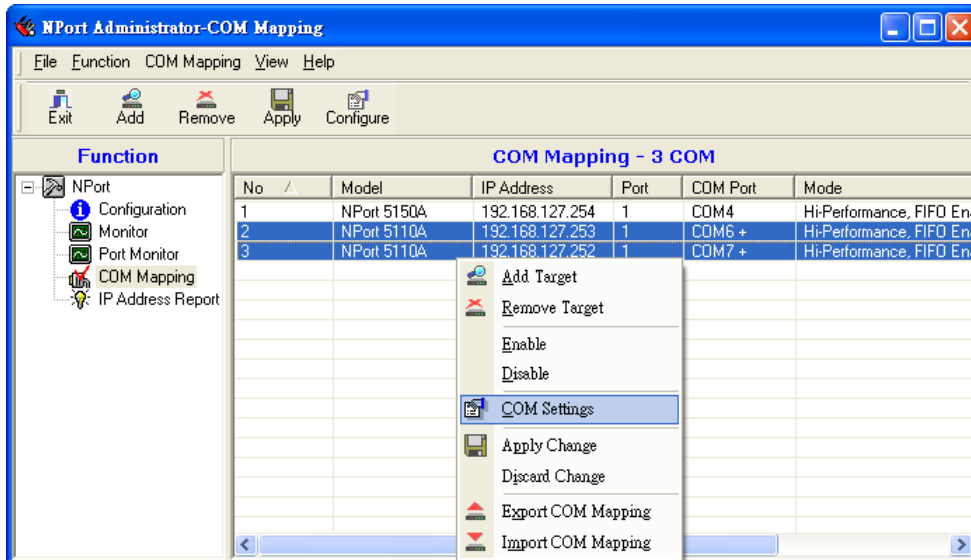 NPort Administrator-COM Mapping
File Function COM Mapping View Help
Exit Add Remove Apply Configure
Function
COM Mapping - 3 COM
NPort
Configuration
Monitor
Port Monitor
COM Mapping
IP Address Report
No Model IP Address Port COM Port Mode
1 NPort 5150A 192.168.127.254 1 COM4 Hi-Performance, FIFO Ena
2 NPort 5110A 192.168.127.253 1 COM6 + Hi-Performance, FIFO Ena
3 NPort 5110A 192.168.127.252 1 COM7 + Hi-Performance, FIFO Ena
Add Target
Remove Target
Enable
Disable
COM Settings
Apply Change
Discard Change
Export COM Mapping
Import COM Mapping